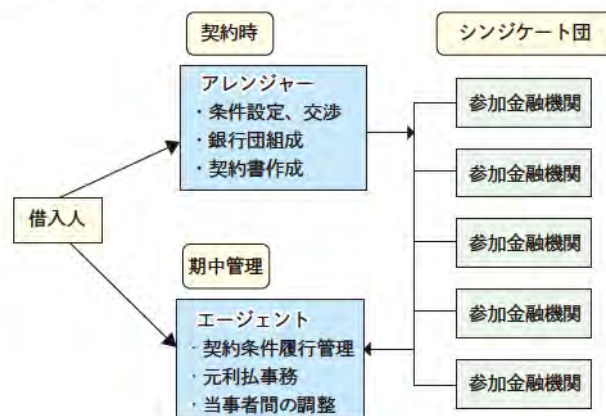 契約時
アレンジャー
・条件設定、交渉
・銀行団組成
・契約書作成
借入人
期中管理
エージェント
・契約条件履行管理
・元利払事務
・当事者間の調整
シンジケート団
参加金融機関
参加金融機関
参加金融機関
参加金融機関
参加金融機関